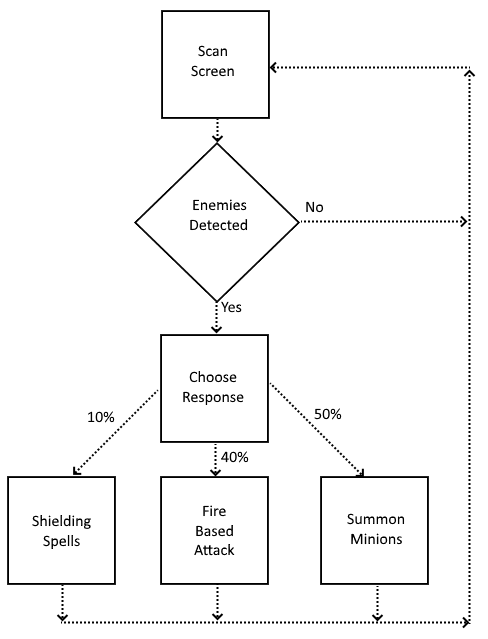 Scan
Screen
Enemies
Detected
No
Yes
Choose
Response
10%
50%
40%
Shielding
Spells
Fire
Based
Attack
Summon
Minions